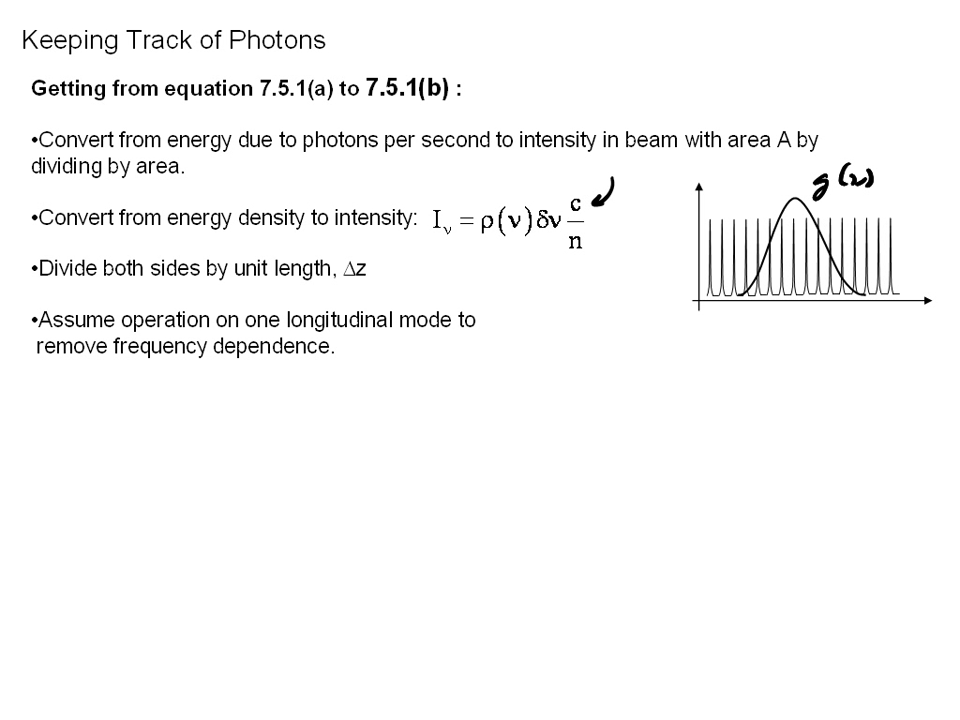 Keeping Track of Photons
Getting from equation 7.5.1(a) to 7.5.1(b) :
•Convert from energy due to photons per second to intensity in beam with area A by
dividing by area.
g(ν)
•Convert from energy density to intensity: I_ν = ρ(ν)δν c/n
•Divide both sides by unit length, Δz
•Assume operation on one longitudinal mode to
remove frequency dependence.